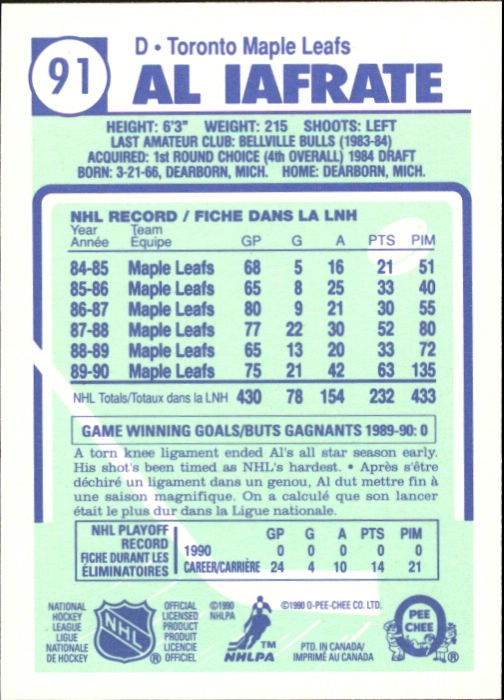 91
D • Toronto Maple Leafs
AL IAFRATE
HEIGHT: 6'3" WEIGHT: 215 SHOOTS: LEFT
LAST AMATEUR CLUB: BELLVILLE BULLS (1983-84)
ACQUIRED: 1st ROUND CHOICE (4th OVERALL) 1984 DRAFT
BORN: 3-21-66, DEARBORN, MICH. HOME: DEARBORN, MICH.
NHL RECORD / FICHE DANS LA LNH
Year Team
Année Équipe GP G A PTS PIM
84-85 Maple Leafs 68 5 16 21 51
85-86 Maple Leafs 65 8 25 33 40
86-87 Maple Leafs 80 9 21 30 55
87-88 Maple Leafs 77 22 30 52 80
88-89 Maple Leafs 65 13 20 33 72
89-90 Maple Leafs 75 21 42 63 135
NHL Totals/Totaux dans la LNH 430 78 154 232 433
GAME WINNING GOALS/BUTS GAGNANTS 1989-90: 0
A torn knee ligament ended Al's all star season early.
His shot's been timed as NHL's hardest. • Après s'être
déchiré un ligament dans un genou, Al dut mettre fin à
une saison magnifique. On a calculé que son lancer
était le plus dur dans la Ligue nationale.
NHL PLAYOFF
RECORD
FICHE DURANT LES
ÉLIMINATOIRES
GP G A PTS PIM
1990 0 0 0 0 0
CAREER/CARRIÈRE 24 4 10 14 21
NATIONAL
HOCKEY
LEAGUE
LIGUE
NATIONALE
DE HOCKEY
NHL
®
OFFICIAL
LICENSED
PRODUCT
PRODUIT
LICENCIÉ
OFFICIEL
©1990
NHLPA
TM
NHLPA
©1990 O-PEE-CHEE CO. LTD.
PTD. IN CANADA/
IMPRIMÉ AU CANADA
PEE
CHEE
®